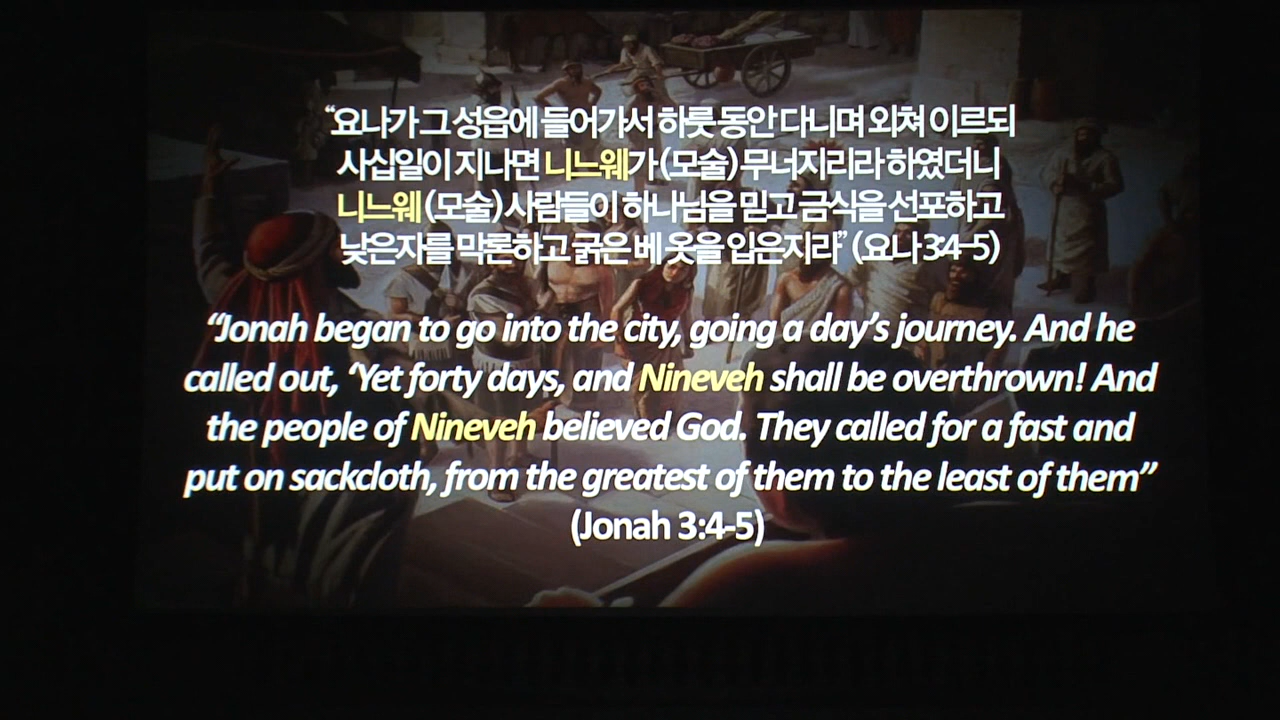 “요나가 그 성읍에 들어가서 하룻 동안 다니며 외쳐 이르되
사십일이 지나면 니느웨가 (모술) 무너지리라 하였더니
니느웨 (모술) 사람들이 하나님을 믿고 금식을 선포하고
낮은자를 막론하고 굵은 베 옷을 입은지라” (요나 3:4-5)
“Jonah began to go into the city, going a day’s journey. And he
called out, ‘Yet forty days, and Nineveh shall be overthrown! And
the people of Nineveh believed God. They called for a fast and
put on sackcloth, from the greatest of them to the least of them”
(Jonah 3:4-5)